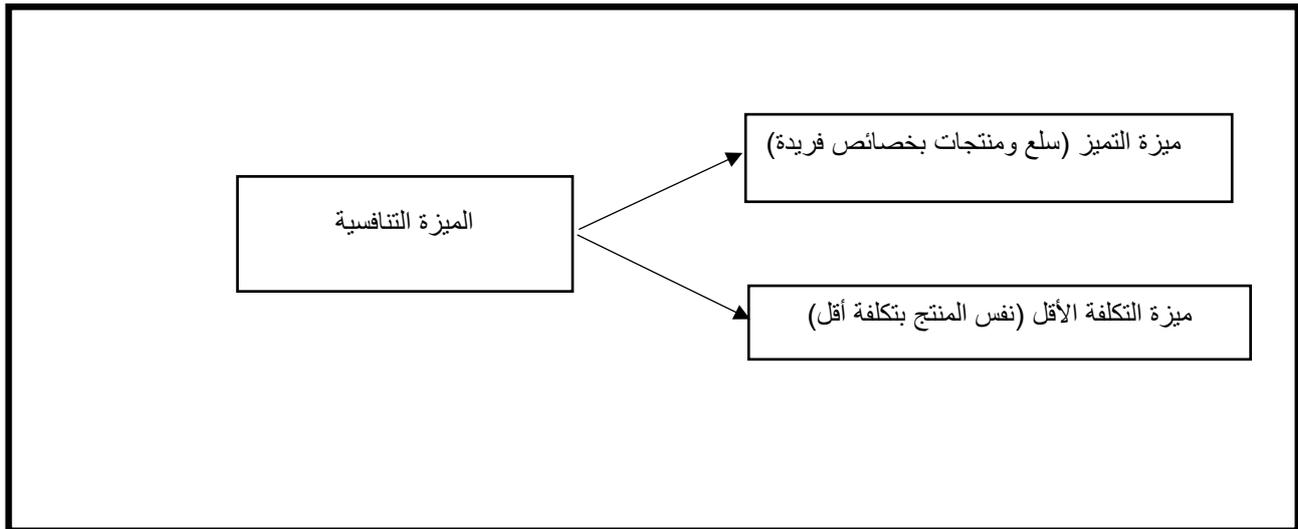 ميزة التميز (سلع ومنتجات بخصائص فريدة)
الميزة التنافسية
ميزة التكلفة الأقل (نفس المنتج بتكلفة أقل)